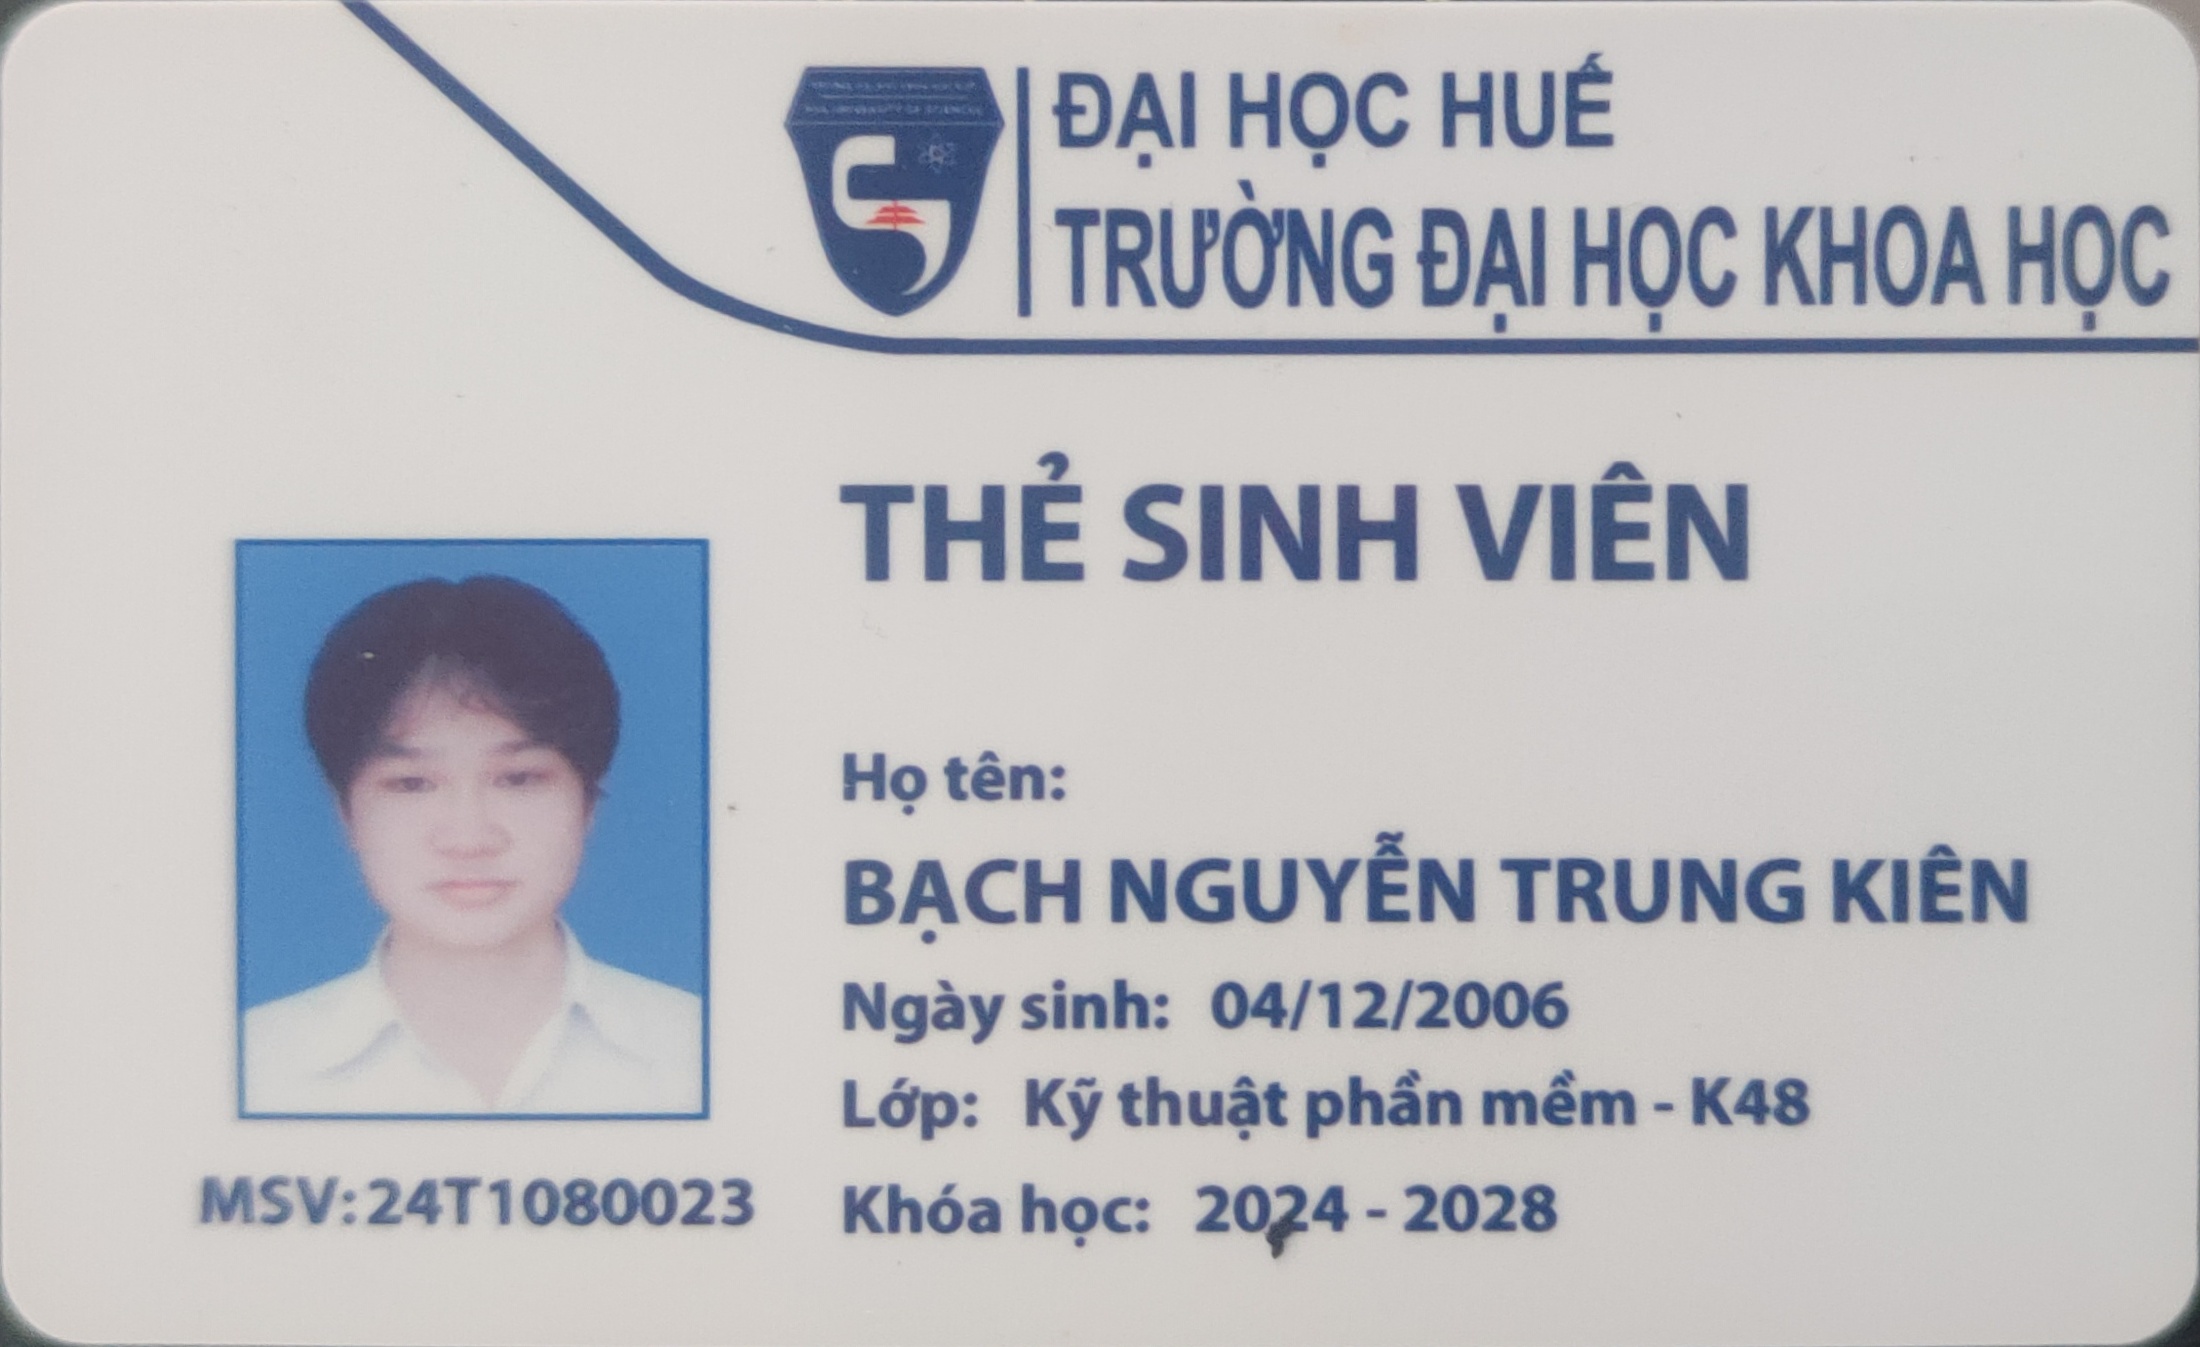 ĐẠI HỌC HUẾ
TRƯỜNG ĐẠI HỌC KHOA HỌC
THẺ SINH VIÊN
Họ tên:
BẠCH NGUYỄN TRUNG KIÊN
Ngày sinh: 04/12/2006
Lớp: Kỹ thuật phần mềm - K48
Khóa học: 2024 - 2028
MSV:24T1080023